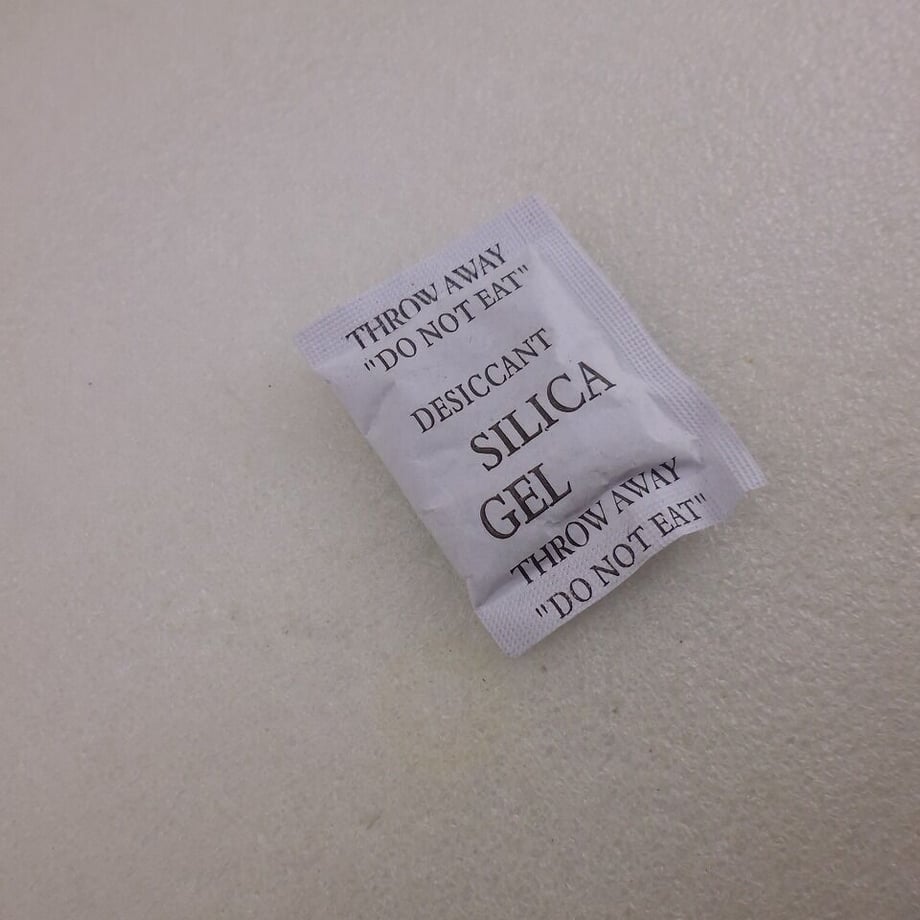 THROW AWAY
"DO NOT EAT"
DESICCANT
SILICA
GEL
THROW AWAY
"DO NOT EAT"